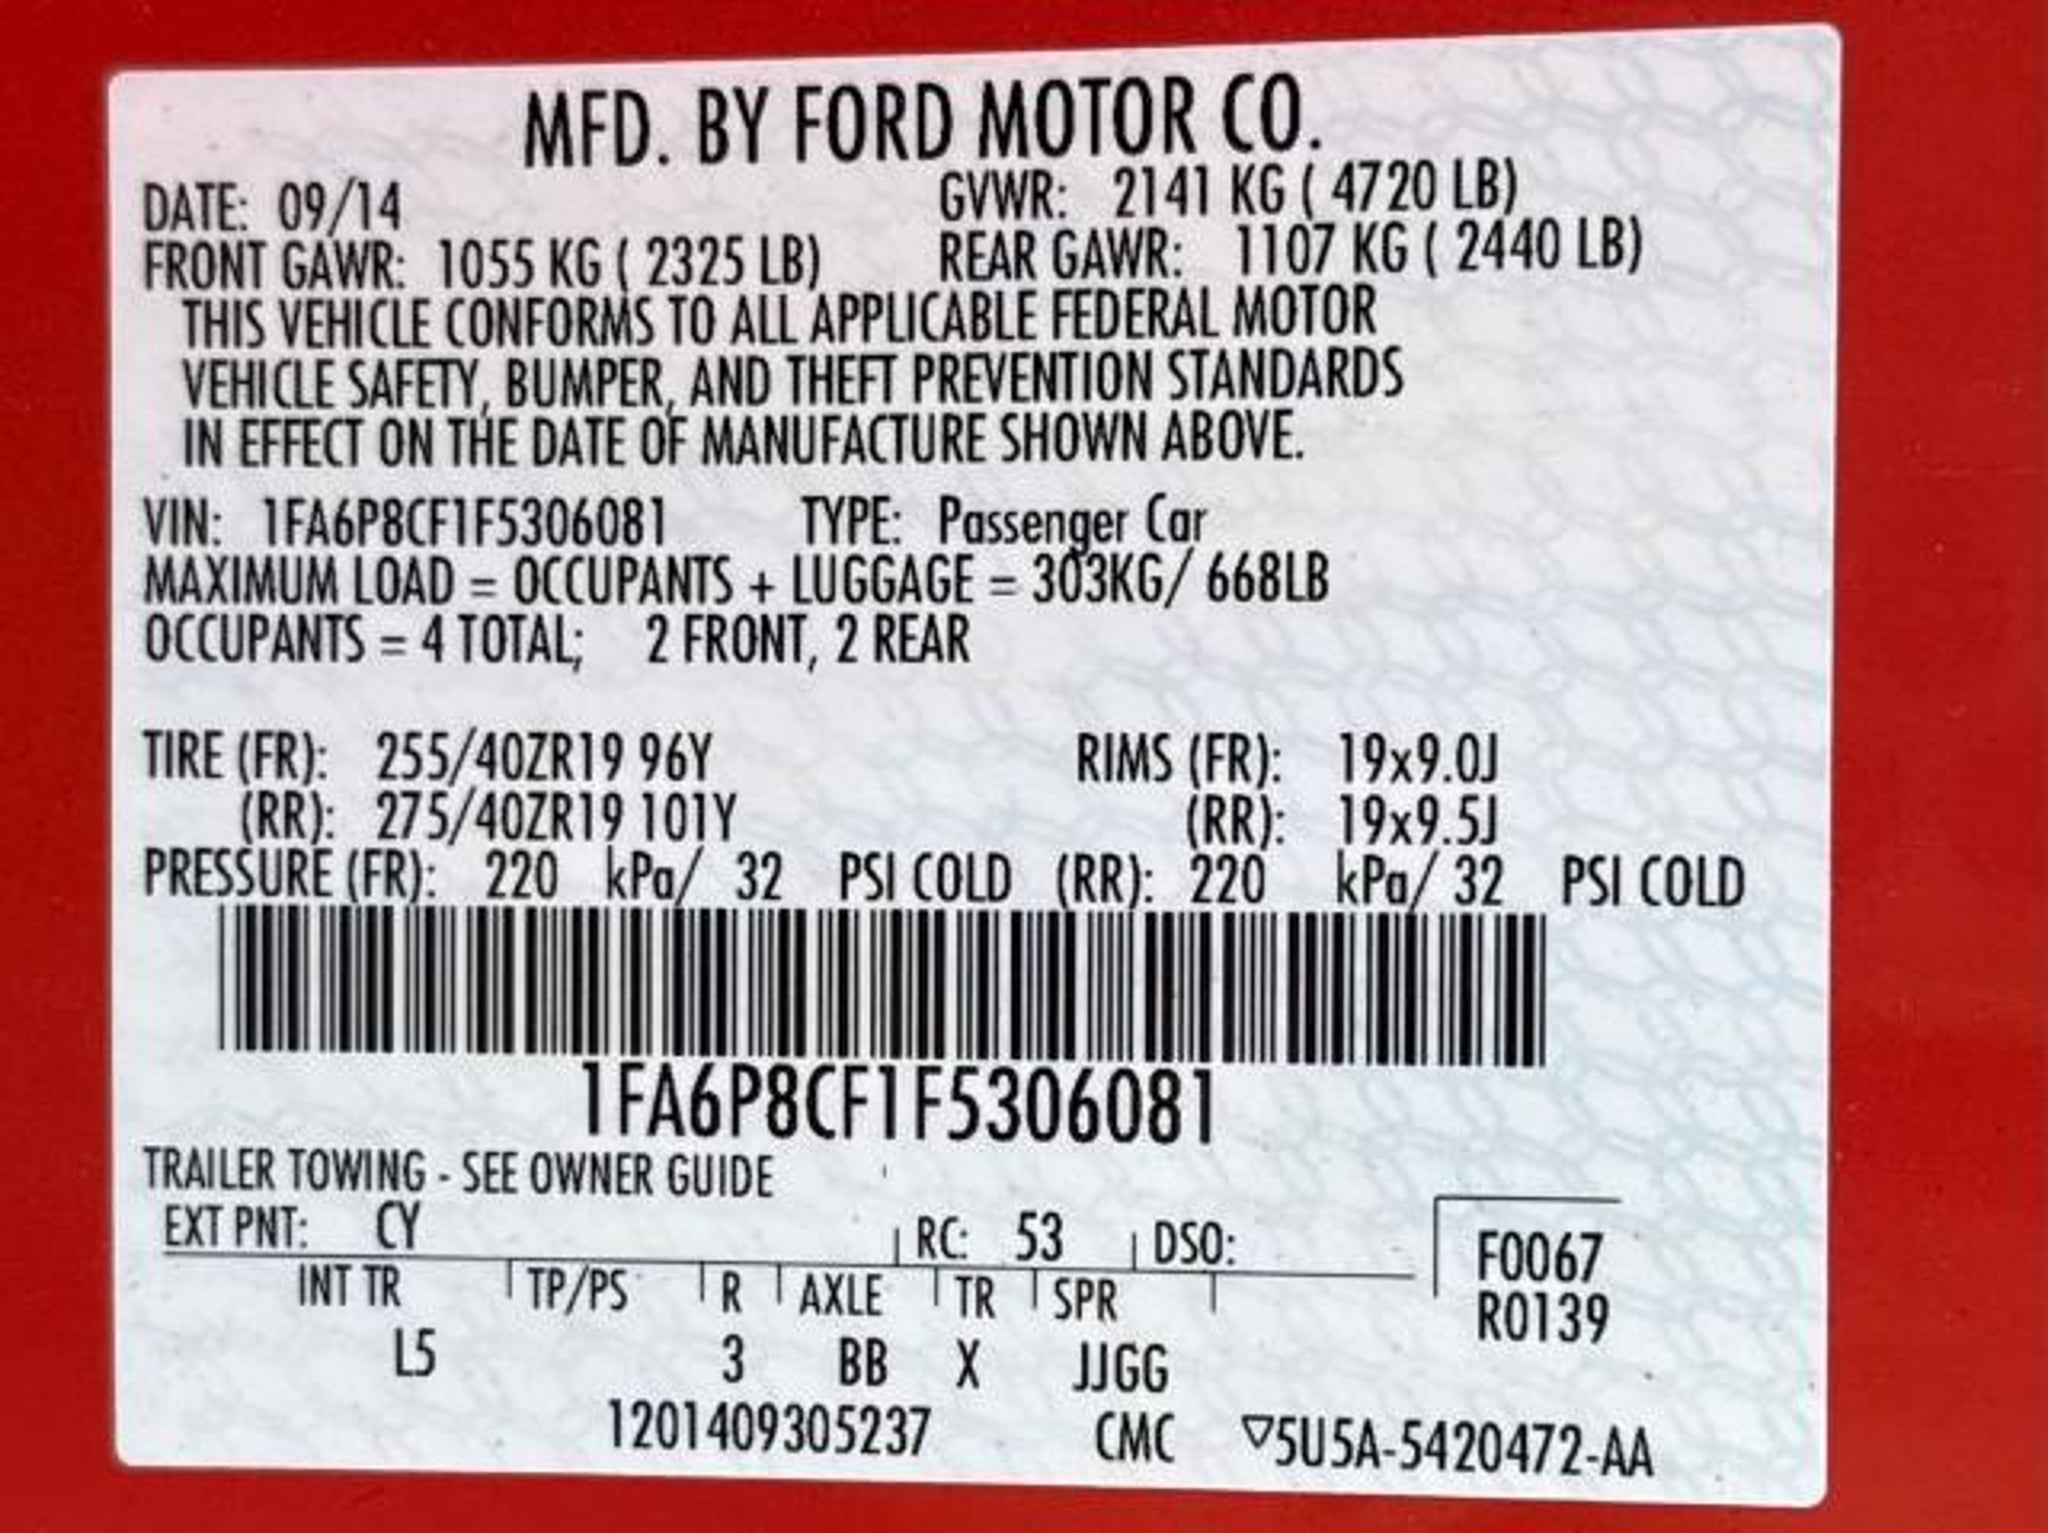 MFD. BY FORD MOTOR CO.
DATE: 09/14 GVWR: 2141 KG ( 4720 LB)
FRONT GAWR: 1055 KG ( 2325 LB) REAR GAWR: 1107 KG ( 2440 LB)
THIS VEHICLE CONFORMS TO ALL APPLICABLE FEDERAL MOTOR
VEHICLE SAFETY, BUMPER, AND THEFT PREVENTION STANDARDS
IN EFFECT ON THE DATE OF MANUFACTURE SHOWN ABOVE.
VIN: 1FA6P8CF1F5306081 TYPE: Passenger Car
MAXIMUM LOAD = OCCUPANTS + LUGGAGE = 303KG/ 668LB
OCCUPANTS = 4 TOTAL; 2 FRONT, 2 REAR
TIRE (FR): 255/40ZR19 96Y RIMS (FR): 19x9.0J
(RR): 275/40ZR19 101Y (RR): 19x9.5J
PRESSURE (FR): 220 kPa/ 32 PSI COLD (RR): 220 kPa/ 32 PSI COLD
1FA6P8CF1F5306081
TRAILER TOWING - SEE OWNER GUIDE
EXT PNT: CY RC: 53 DSO:
INT TR TP/PS R AXLE TR SPR
L5 3 BB X JJGG
F0067
R0139
1201409305237 CMC ▽5U5A-5420472-AA